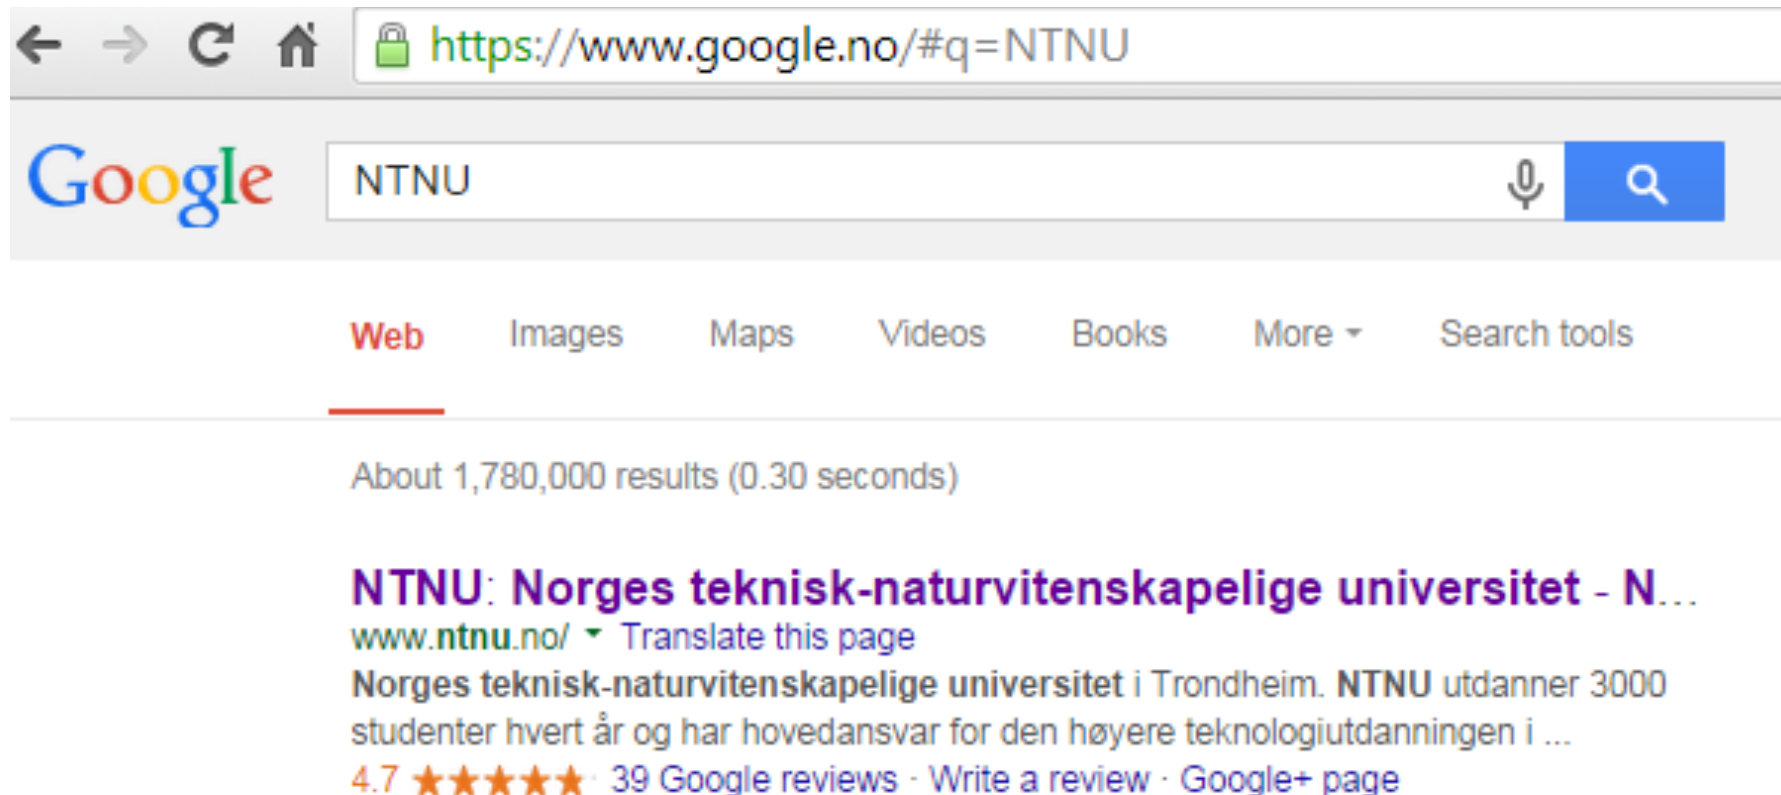 https://www.google.no/#q=NTNU
Google NTNU
Web Images Maps Videos Books More Search tools
About 1,780,000 results (0.30 seconds)
NTNU: Norges teknisk-naturvitenskapelige universitet - N...
www.ntnu.no/ Translate this page
Norges teknisk-naturvitenskapelige universitet i Trondheim. NTNU utdanner 3000
studenter hvert år og har hovedansvar for den høyere teknologiutdanningen i ...
4.7 39 Google reviews · Write a review · Google+ page